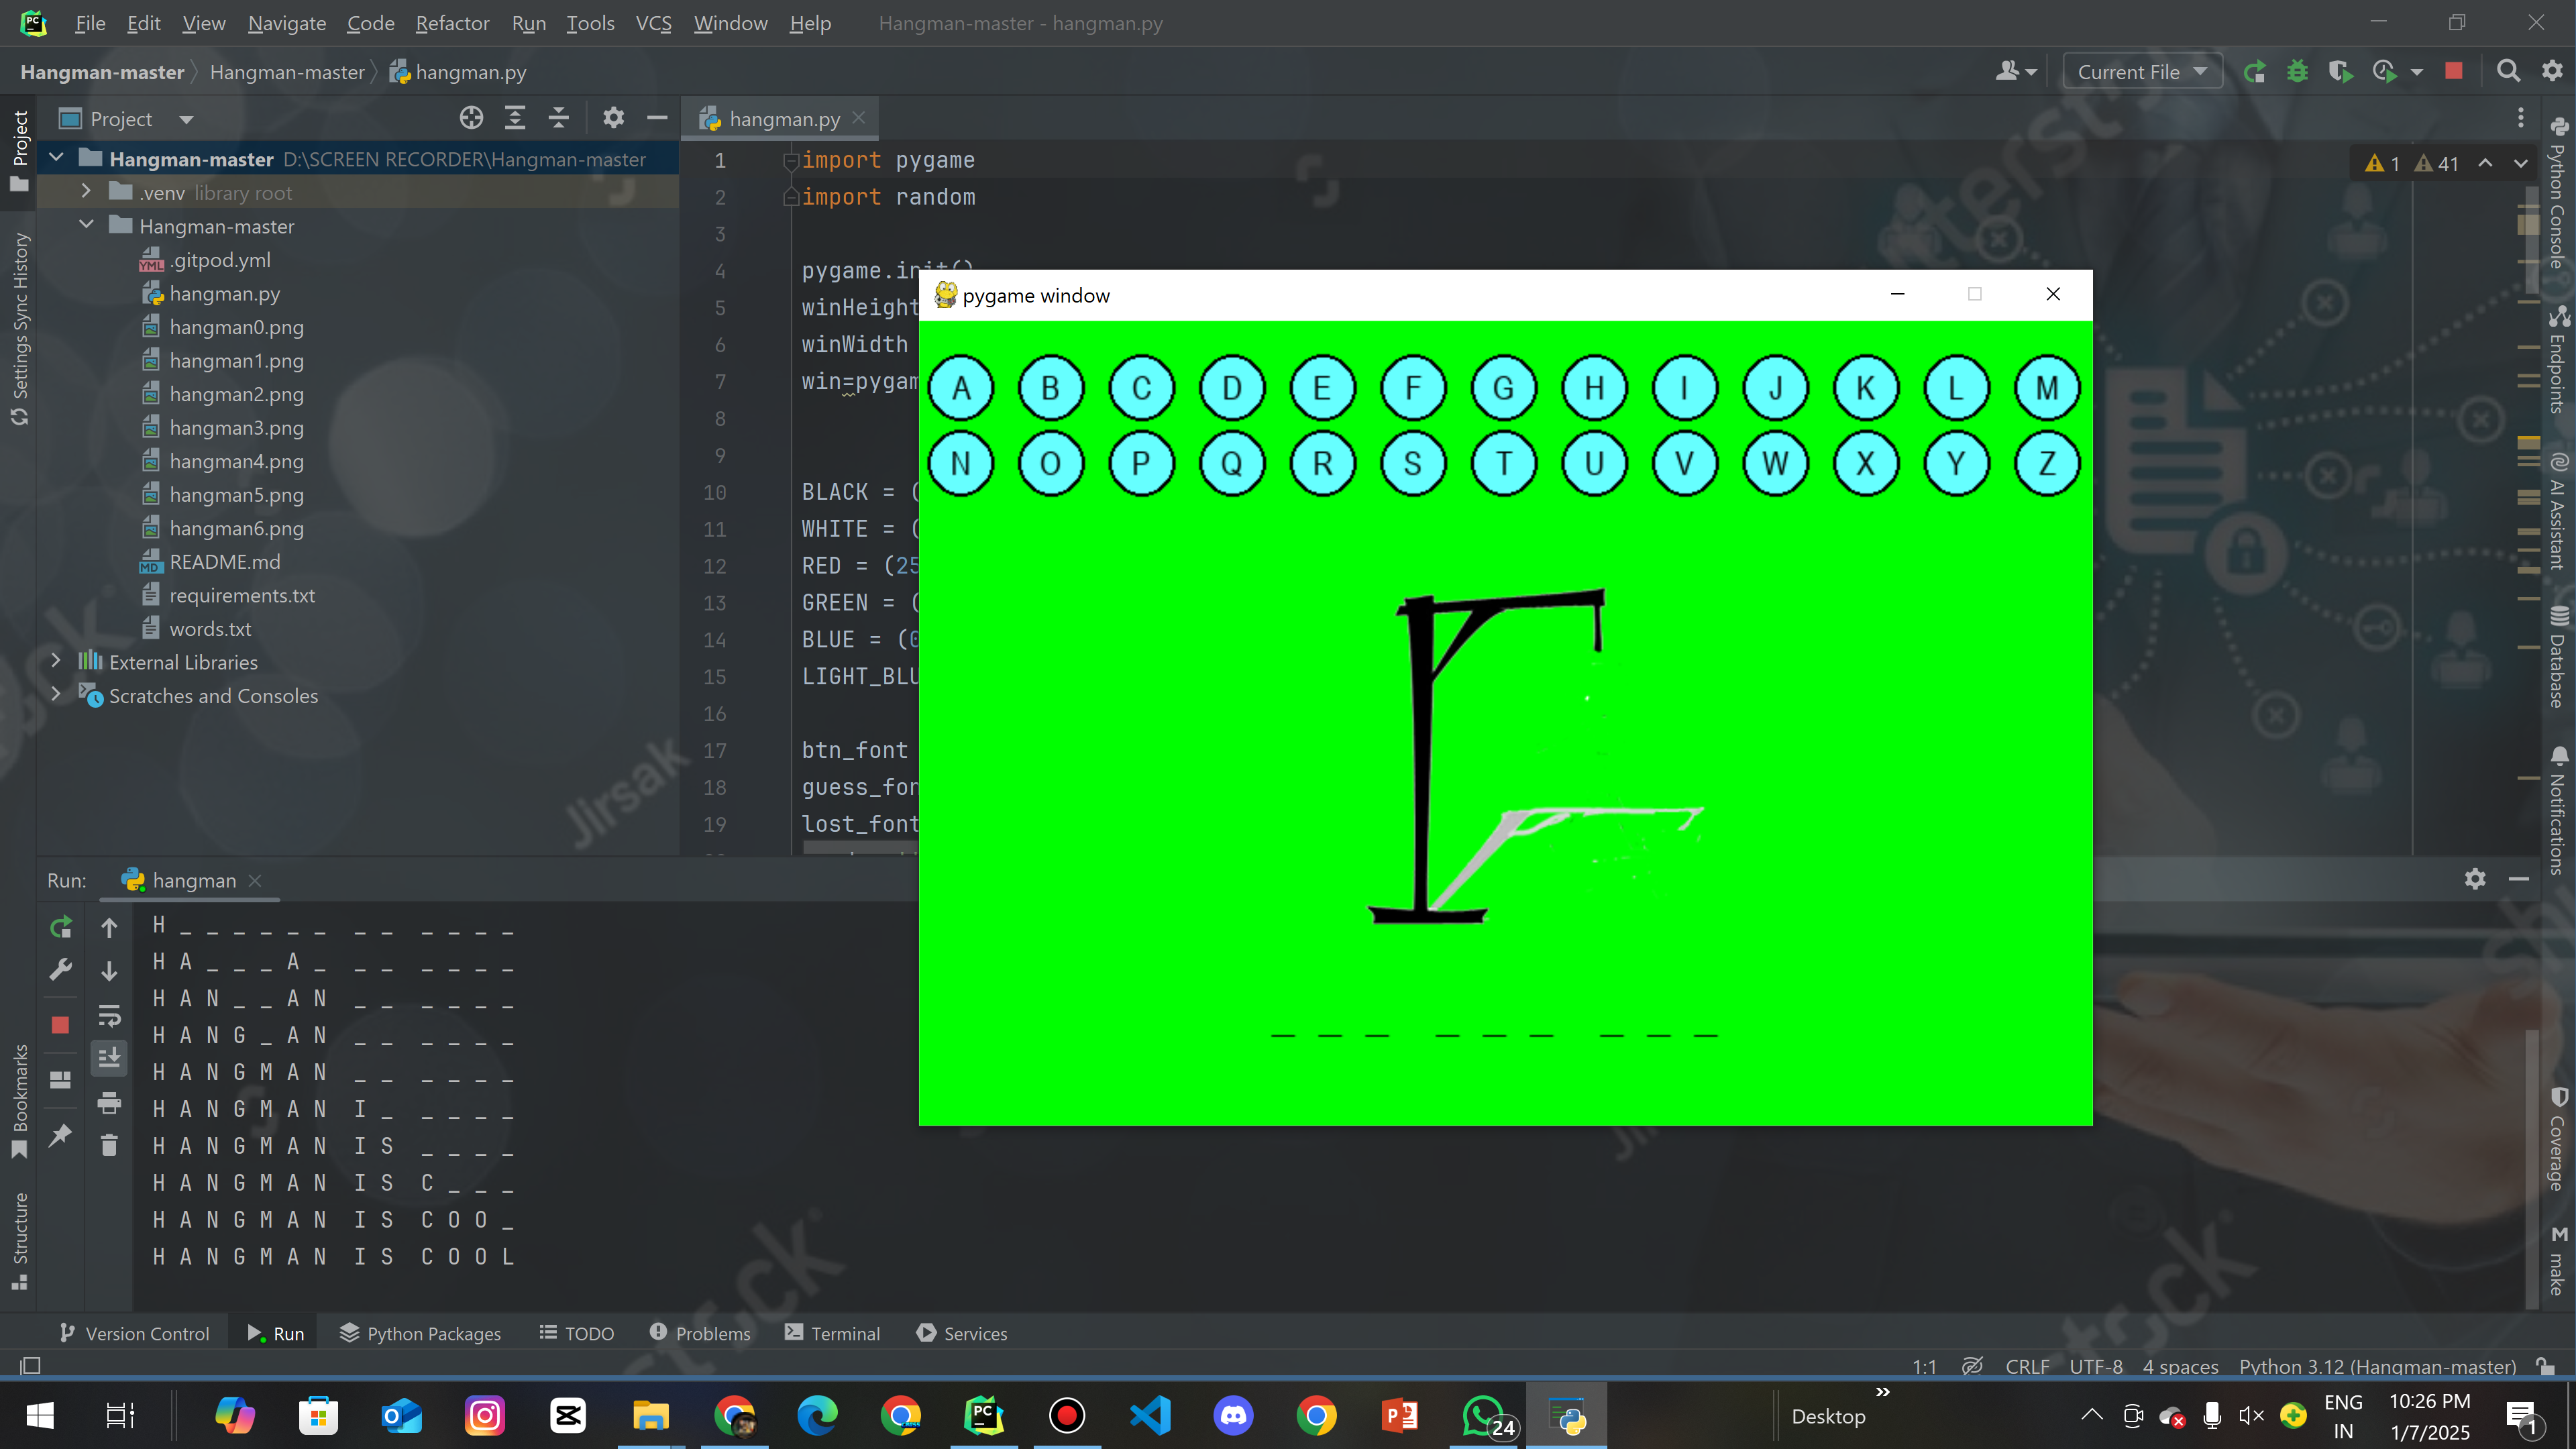 File Edit View Navigate Code Refactor Run Tools VCS Window Help Hangman-master - hangman.py
Hangman-master Hangman-master hangman.py
Current File
Project
hangman.py
Hangman-master D:\SCREEN RECORDER\Hangman-master
.venv library root
Hangman-master
.gitpod.yml
hangman.py
hangman0.png
hangman1.png
hangman2.png
hangman3.png
hangman4.png
hangman5.png
hangman6.png
README.md
requirements.txt
words.txt
External Libraries
Scratches and Consoles
Project
Settings Sync History
Bookmarks
Structure
1 import pygame
2 import random
3
4 pygame.init()
5 winHeight
6 winWidth
7 win=pygam
8
9
10 BLACK = (
11 WHITE = (
12 RED = (25
13 GREEN = (
14 BLUE = (0
15 LIGHT_BLU
16
17 btn_font
18 guess_fon
19 lost_font
1 41
Python Console
Endpoints
AI Assistant
Database
Notifications
Coverage
make
pygame window
A B C D E F G H I J K L M
N O P Q R S T U V W X Y Z
_ _ _ _ _ _ _ _ _
Run: hangman
H _ _ _ _ _ _ _ _ _ _ _ _
H A _ _ _ A _ _ _ _ _ _ _
H A N _ _ A N _ _ _ _ _ _
H A N G _ A N _ _ _ _ _ _
H A N G M A N _ _ _ _ _ _
H A N G M A N I _ _ _ _ _
H A N G M A N I S _ _ _ _
H A N G M A N I S C _ _ _
H A N G M A N I S C O O _
H A N G M A N I S C O O L
Jirsak
Version Control Run Python Packages TODO Problems Terminal Services
1:1 CRLF UTF-8 4 spaces Python 3.12 (Hangman-master)
24
Desktop
ENG
IN
10:26 PM
1/7/2025
1